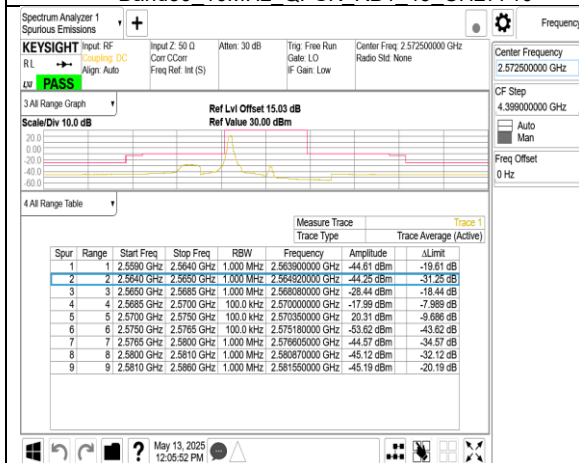 Spectrum Analyzer 1
Spurious Emissions
Frequency
KEYSIGHT Input: RF
Coupling: DC
Align: Auto
Input Z: 50 Ω
Corr CCorr
Freq Ref: Int (S)
Atten: 30 dB
Trig: Free Run
Gate: LO
IF Gain: Low
Center Freq: 2.572500000 GHz
Radio Std: None
RL
LXI PASS
Center Frequency
2.572500000 GHz
CF Step
4.399000000 GHz
Auto
Man
Freq Offset
0 Hz
3 All Range Graph
Scale/Div 10.0 dB
Ref Lvl Offset 15.03 dB
Ref Value 30.00 dBm
20.0
0.00
-20.0
-40.0
-60.0
4 All Range Table
Measure Trace Trace 1
Trace Type Trace Average (Active)
Spur Range Start Freq Stop Freq RBW Frequency Amplitude ΔLimit
1 1 2.5590 GHz 2.5640 GHz 1.000 MHz 2.563900000 GHz -44.61 dBm -19.61 dB
2 2 2.5640 GHz 2.5650 GHz 1.000 MHz 2.564920000 GHz -44.25 dBm -31.25 dB
3 3 2.5650 GHz 2.5685 GHz 1.000 MHz 2.568080000 GHz -28.44 dBm -18.44 dB
4 4 2.5685 GHz 2.5700 GHz 100.0 kHz 2.570000000 GHz -17.99 dBm -7.989 dB
5 5 2.5700 GHz 2.5750 GHz 100.0 kHz 2.570350000 GHz 20.31 dBm -9.686 dB
6 6 2.5750 GHz 2.5765 GHz 100.0 kHz 2.575180000 GHz -53.62 dBm -43.62 dB
7 7 2.5765 GHz 2.5800 GHz 1.000 MHz 2.576605000 GHz -44.57 dBm -34.57 dB
8 8 2.5800 GHz 2.5810 GHz 1.000 MHz 2.580870000 GHz -45.12 dBm -32.12 dB
9 9 2.5810 GHz 2.5860 GHz 1.000 MHz 2.581550000 GHz -45.19 dBm -20.19 dB
May 13, 2025
12:05:52 PM